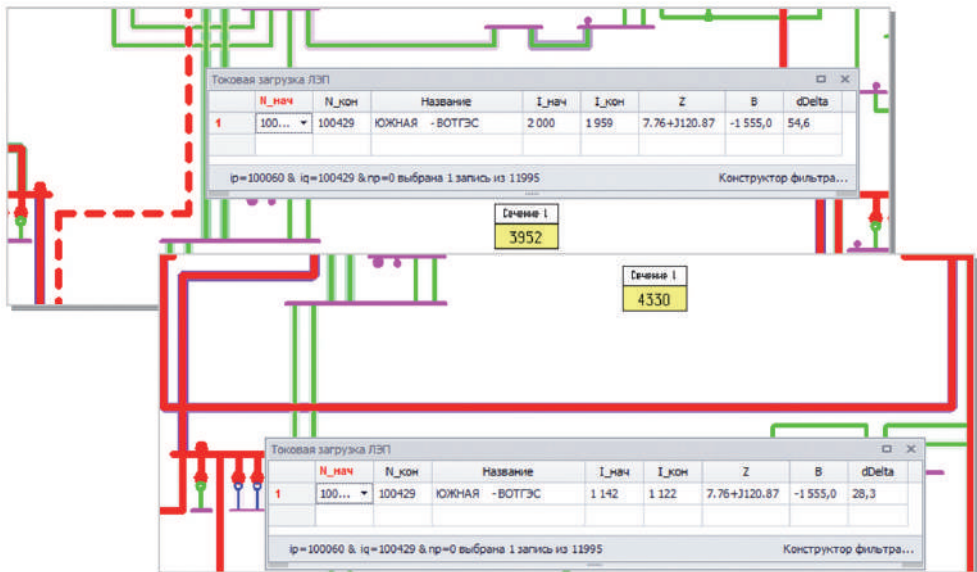 Токовая загрузка ЛЭП
N_нач N_кон Название I_нач I_кон Z B dDelta
1 100... 100429 ЮЖНАЯ - ВОТГЭС 2 000 1 959 7.76+J120.87 -1 555,0 54,6
ip=100060 & iq=100429 & np=0 выбрана 1 запись из 11995 Конструктор фильтра...
Сечение 1
3952
Сечение 1
4330
Токовая загрузка ЛЭП
N_нач N_кон Название I_нач I_кон Z B dDelta
1 100... 100429 ЮЖНАЯ - ВОТГЭС 1 142 1 122 7.76+J120.87 -1 555,0 28,3
ip=100060 & iq=100429 & np=0 выбрана 1 запись из 11995 Конструктор фильтра...